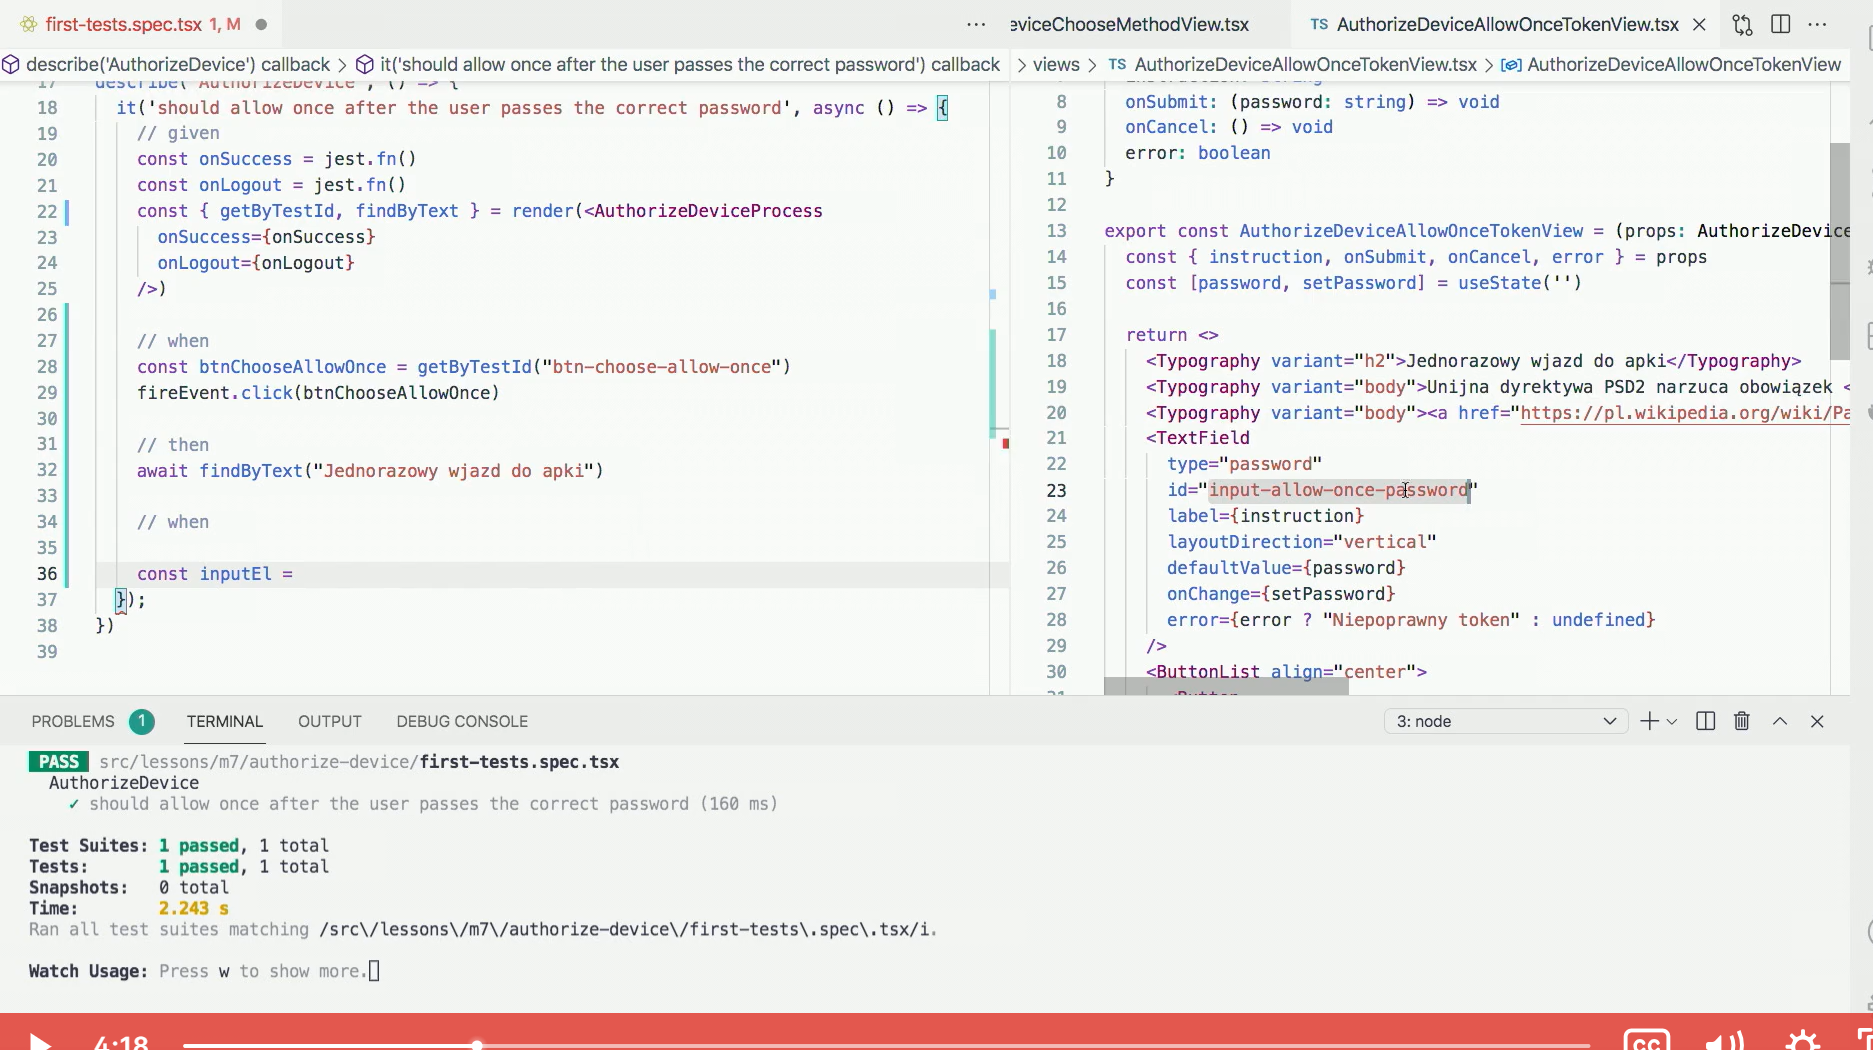 first-tests.spec.tsx 1, M
eviceChooseMethodView.tsx
TS AuthorizeDeviceAllowOnceTokenView.tsx
describe('AuthorizeDevice') callback > it('should allow once after the user passes the correct password') callback
> views > TS AuthorizeDeviceAllowOnceTokenView.tsx > AuthorizeDeviceAllowOnceTokenView
17 describe('AuthorizeDevice', () => {
18 it('should allow once after the user passes the correct password', async () => {
19 // given
20 const onSuccess = jest.fn()
21 const onLogout = jest.fn()
22 const { getByTestId, findByText } = render(<AuthorizeDeviceProcess
23 onSuccess={onSuccess}
24 onLogout={onLogout}
25 />)
26
27 // when
28 const btnChooseAllowOnce = getByTestId("btn-choose-allow-once")
29 fireEvent.click(btnChooseAllowOnce)
30
31 // then
32 await findByText("Jednorazowy wjazd do apki")
33
34 // when
35
36 const inputEl =
37 });
38 })
39
instruction: string
8 onSubmit: (password: string) => void
9 onCancel: () => void
10 error: boolean
11 }
12
13 export const AuthorizeDeviceAllowOnceTokenView = (props: AuthorizeDevice
14 const { instruction, onSubmit, onCancel, error } = props
15 const [password, setPassword] = useState('')
16
17 return <>
18 <Typography variant="h2">Jednorazowy wjazd do apki</Typography>
19 <Typography variant="body">Unijna dyrektywa PSD2 narzuca obowiązek <
20 <Typography variant="body"><a href="https://pl.wikipedia.org/wiki/Pa
21 <TextField
22 type="password"
23 id="input-allow-once-password"
24 label={instruction}
25 layoutDirection="vertical"
26 defaultValue={password}
27 onChange={setPassword}
28 error={error ? "Niepoprawny token" : undefined}
29 />
30 <ButtonList align="center">
31 <Button
PROBLEMS 1 TERMINAL OUTPUT DEBUG CONSOLE
3: node
PASS src/lessons/m7/authorize-device/first-tests.spec.tsx
AuthorizeDevice
✓ should allow once after the user passes the correct password (160 ms)
Test Suites: 1 passed, 1 total
Tests: 1 passed, 1 total
Snapshots: 0 total
Time: 2.243 s
Ran all test suites matching /src\/lessons\/m7\/authorize-device\/first-tests\.spec\.tsx/i.
Watch Usage: Press w to show more.
4:18
CC